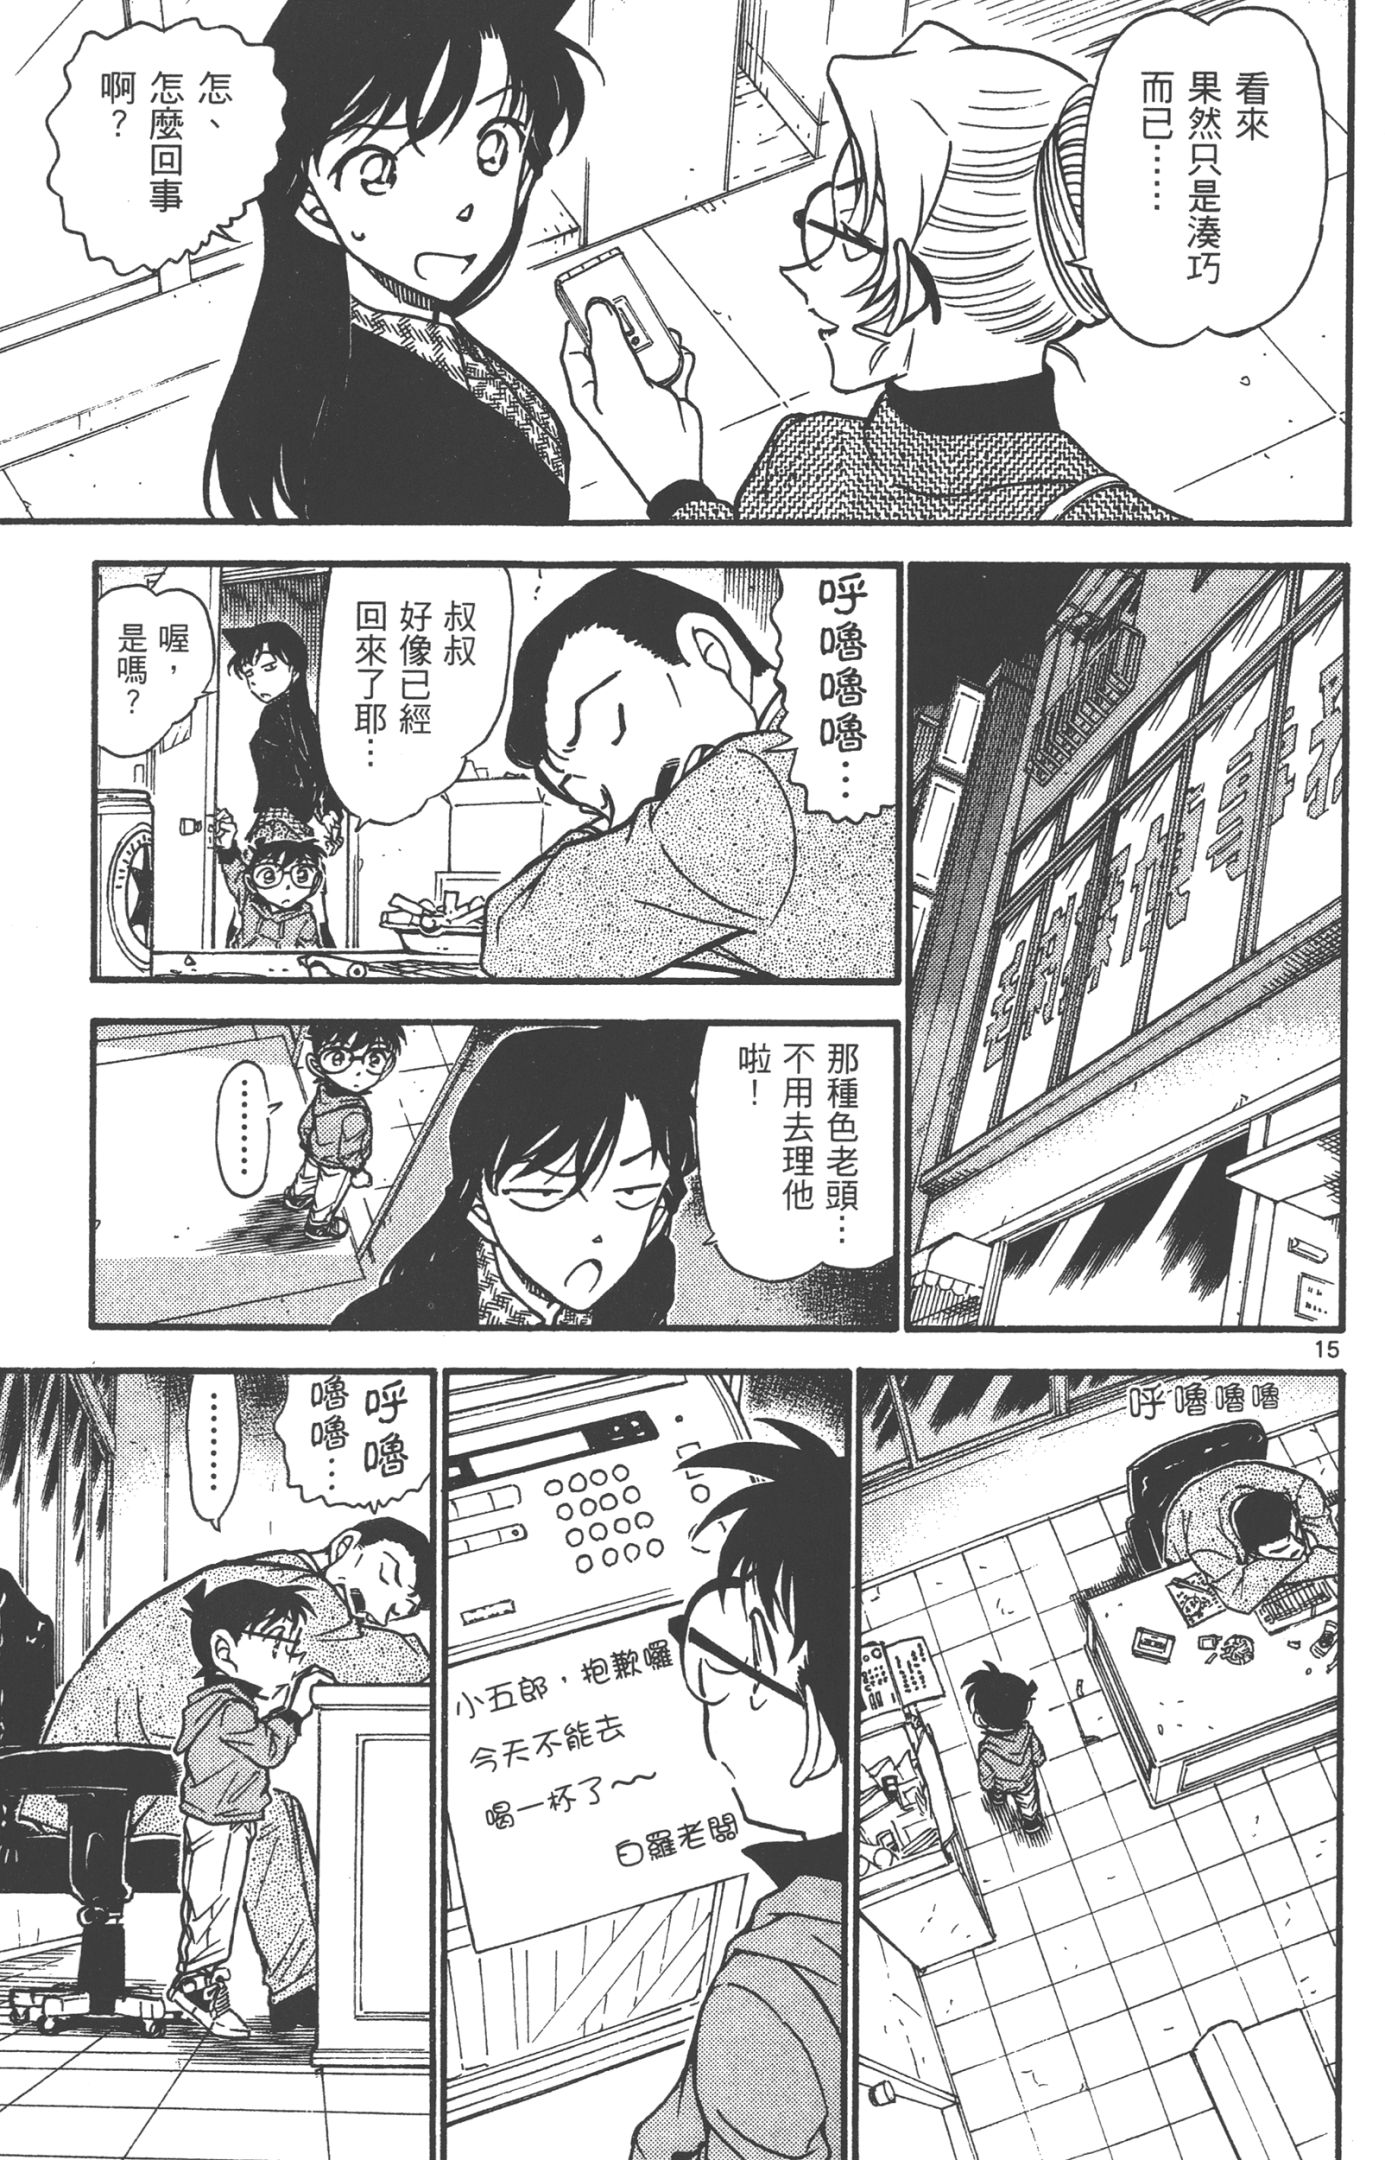 看來
果然只是湊巧
而已……
怎、
怎麼回事
啊？
呼嚕嚕嚕…
叔叔
好像已經
回來了耶…
喔，
是嗎？
那種色老頭…
不用去理他
啦！
………
15
呼嚕嚕嚕
小五郎，抱歉囉
今天不能去
喝一杯了～
白羅老闆
呼嚕
嚕嚕…
………